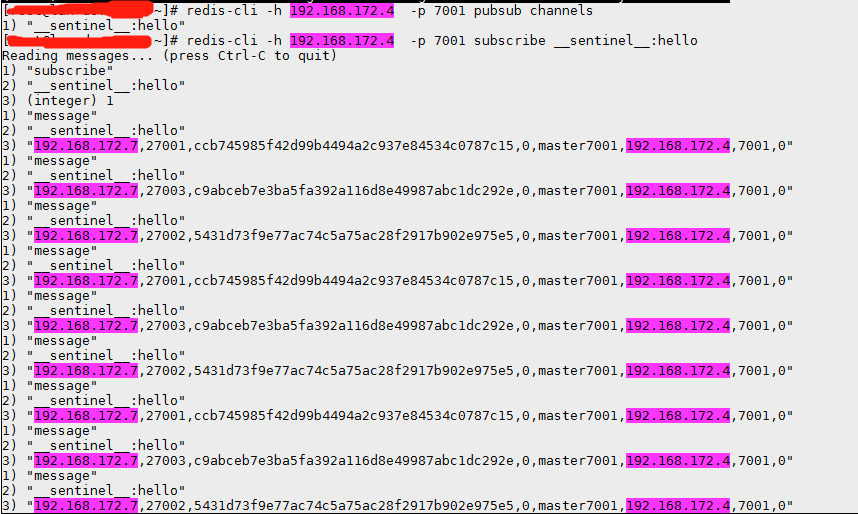 ~]# redis-cli -h 192.168.172.4  -p 7001 pubsub channels
1) "__sentinel__:hello"
~]# redis-cli -h 192.168.172.4  -p 7001 subscribe __sentinel__:hello
Reading messages... (press Ctrl-C to quit)
1) "subscribe"
2) "__sentinel__:hello"
3) (integer) 1
1) "message"
2) "__sentinel__:hello"
3) "192.168.172.7,27001,ccb745985f42d99b4494a2c937e84534c0787c15,0,master7001,192.168.172.4,7001,0"
1) "message"
2) "__sentinel__:hello"
3) "192.168.172.7,27003,c9abceb7e3ba5fa392a116d8e49987abc1dc292e,0,master7001,192.168.172.4,7001,0"
1) "message"
2) "__sentinel__:hello"
3) "192.168.172.7,27002,5431d73f9e77ac74c5a75ac28f2917b902e975e5,0,master7001,192.168.172.4,7001,0"
1) "message"
2) "__sentinel__:hello"
3) "192.168.172.7,27001,ccb745985f42d99b4494a2c937e84534c0787c15,0,master7001,192.168.172.4,7001,0"
1) "message"
2) "__sentinel__:hello"
3) "192.168.172.7,27003,c9abceb7e3ba5fa392a116d8e49987abc1dc292e,0,master7001,192.168.172.4,7001,0"
1) "message"
2) "__sentinel__:hello"
3) "192.168.172.7,27002,5431d73f9e77ac74c5a75ac28f2917b902e975e5,0,master7001,192.168.172.4,7001,0"
1) "message"
2) "__sentinel__:hello"
3) "192.168.172.7,27001,ccb745985f42d99b4494a2c937e84534c0787c15,0,master7001,192.168.172.4,7001,0"
1) "message"
2) "__sentinel__:hello"
3) "192.168.172.7,27003,c9abceb7e3ba5fa392a116d8e49987abc1dc292e,0,master7001,192.168.172.4,7001,0"
1) "message"
2) "__sentinel__:hello"
3) "192.168.172.7,27002,5431d73f9e77ac74c5a75ac28f2917b902e975e5,0,master7001,192.168.172.4,7001,0"